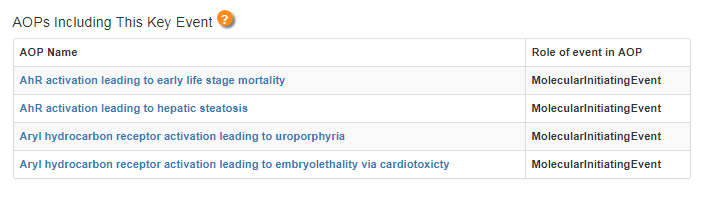 AOPs Including This Key Event ?
AOP Name Role of event in AOP
AhR activation leading to early life stage mortality MolecularInitiatingEvent
AhR activation leading to hepatic steatosis MolecularInitiatingEvent
Aryl hydrocarbon receptor activation leading to uroporphyria MolecularInitiatingEvent
Aryl hydrocarbon receptor activation leading to embryolethality via cardiotoxicty MolecularInitiatingEvent